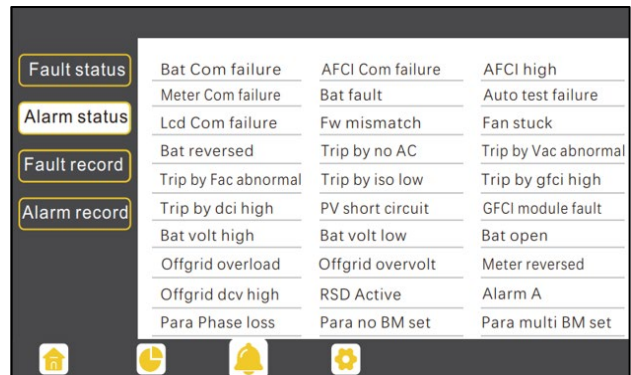 Fault status
Alarm status
Fault record
Alarm record
Bat Com failure AFCI Com failure AFCI high
Meter Com failure Bat fault Auto test failure
Lcd Com failure Fw mismatch Fan stuck
Bat reversed Trip by no AC Trip by Vac abnormal
Trip by Fac abnormal Trip by iso low Trip by gfci high
Trip by dci high PV short circuit GFCI module fault
Bat volt high Bat volt low Bat open
Offgrid overload Offgrid overvolt Meter reversed
Offgrid dcv high RSD Active Alarm A
Para Phase loss Para no BM set Para multi BM set